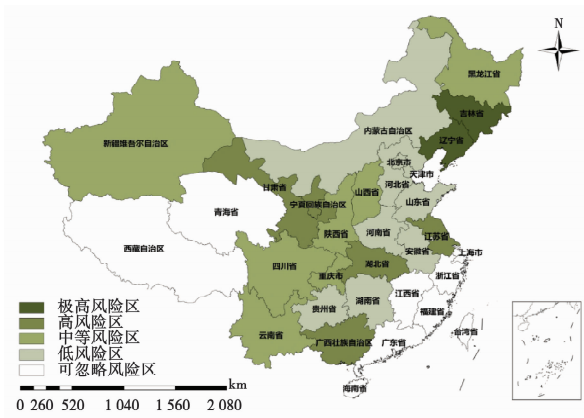 N
黑龙江省
吉林省
辽宁省
内蒙古自治区
新疆维吾尔自治区
北京市
天津市
河北省
山西省
山东省
甘肃省
宁夏回族自治区
青海省
陕西省
河南省
江苏省
西藏自治区
安徽省
上海市
四川省
重庆市
湖北省
浙江省
贵州省
湖南省
江西省
福建省
云南省
广西壮族自治区
广东省
台湾省
海南省
极高风险区
高风险区
中等风险区
低风险区
可忽略风险区
km
0 260 520 1 040 1 560 2 080